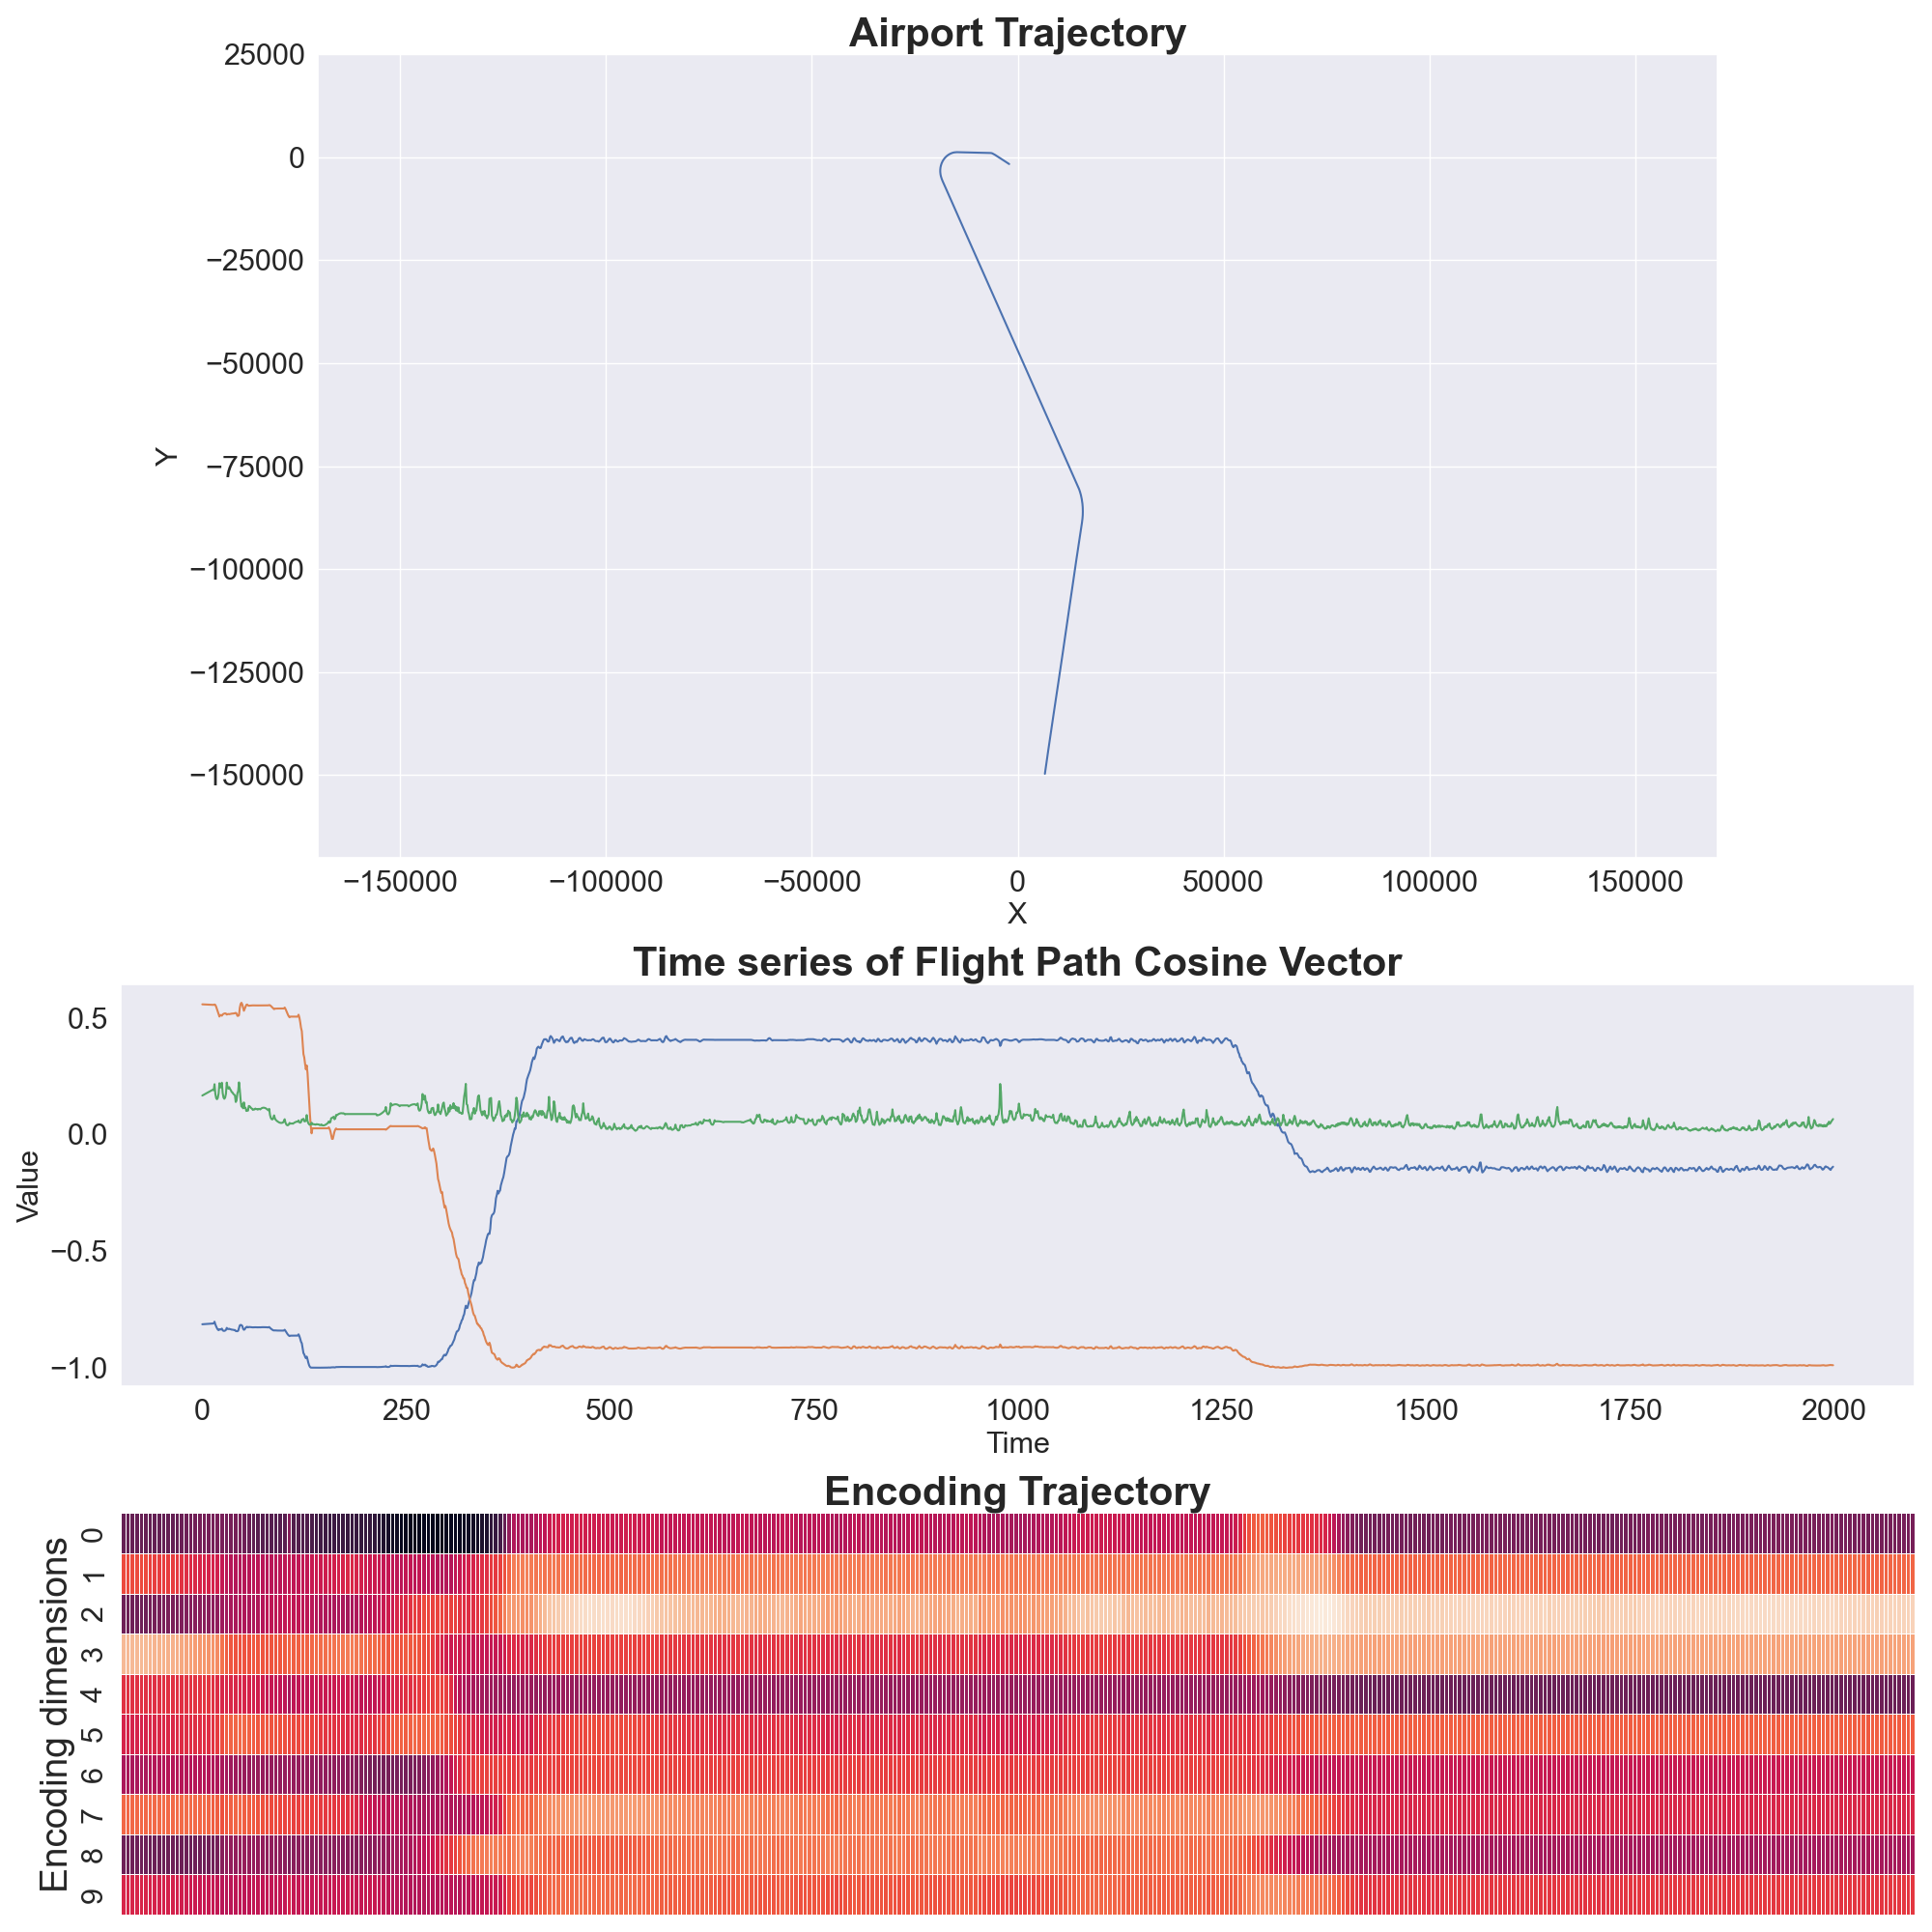 Airport Trajectory
25000
0
−25000
−50000
−75000
−100000
−125000
−150000
Y
−150000 −100000 −50000 0 50000 100000 150000
X
Time series of Flight Path Cosine Vector
0.5
0.0
−0.5
−1.0
Value
0 250 500 750 1000 1250 1500 1750 2000
Time
Encoding Trajectory
0
1
2
3
4
5
6
7
8
9
Encoding dimensions